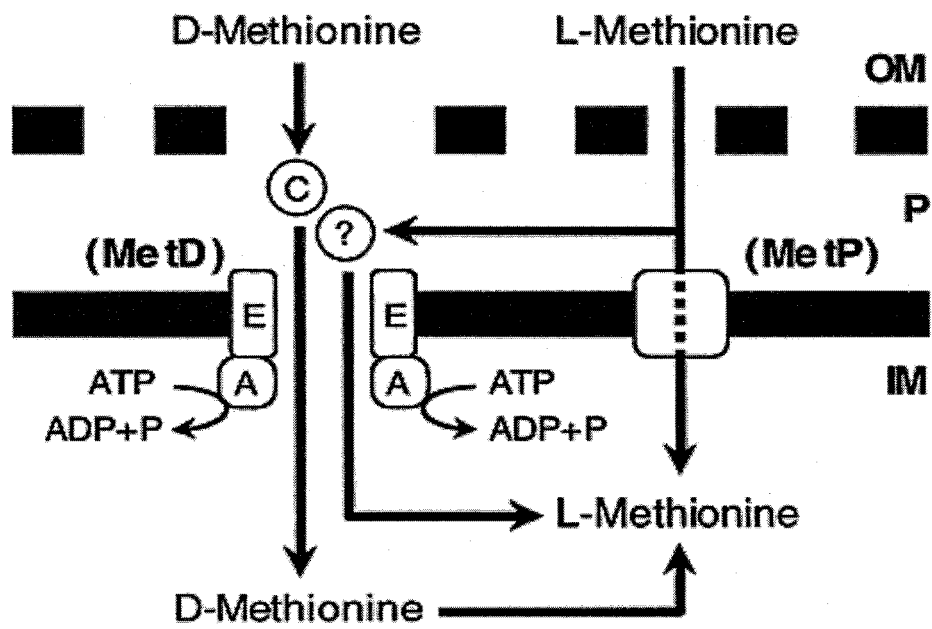 D-Methionine L-Methionine
OM
C
P
?
(MetD) (MetP)
E E
A A
IM
ATP ATP
ADP+P ADP+P
L-Methionine
D-Methionine